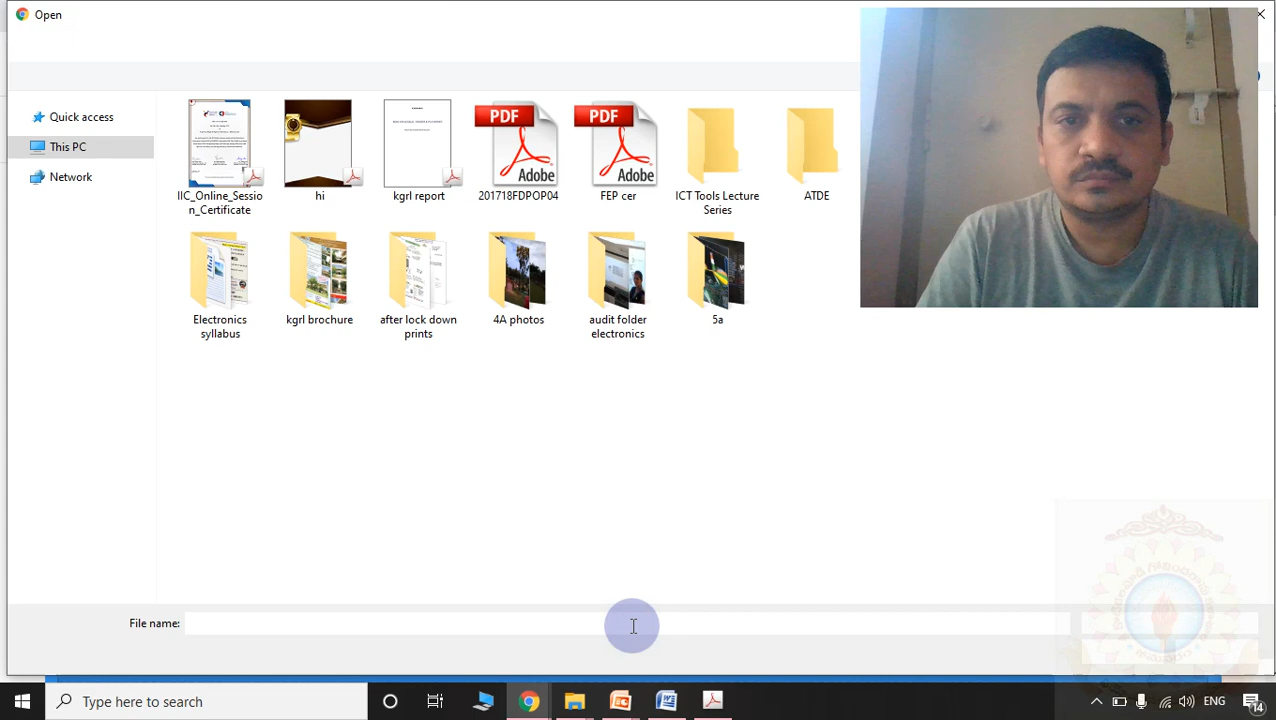 Open
Quick access
This PC
Network
IIC_Online_Sessio
n_Certificate
hi
kgrl report
PDF
Adobe
201718FDPOP04
PDF
Adobe
FEP cer
ICT Tools Lecture
Series
ATDE
Electronics
syllabus
kgrl brochure
after lock down
prints
4A photos
audit folder
electronics
5a
File name:
Type here to search
ENG
14